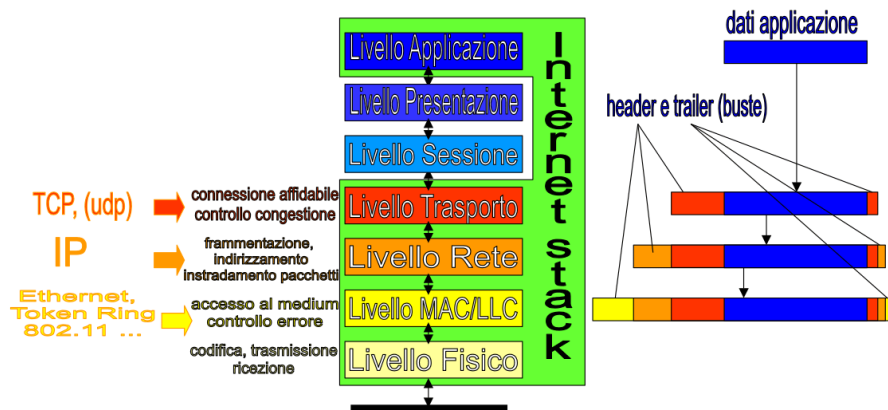 Livello Applicazione
Livello Presentazione
Livello Sessione
Livello Trasporto
Livello Rete
Livello MAC/LLC
Livello Fisico
Internet stack
TCP, (udp)
connessione affidabile
controllo congestione
IP
frammentazione,
indirizzamento
instradamento pacchetti
Ethernet,
Token Ring
802.11 ...
accesso al medium
controllo errore
codifica, trasmissione
ricezione
dati applicazione
header e trailer (buste)